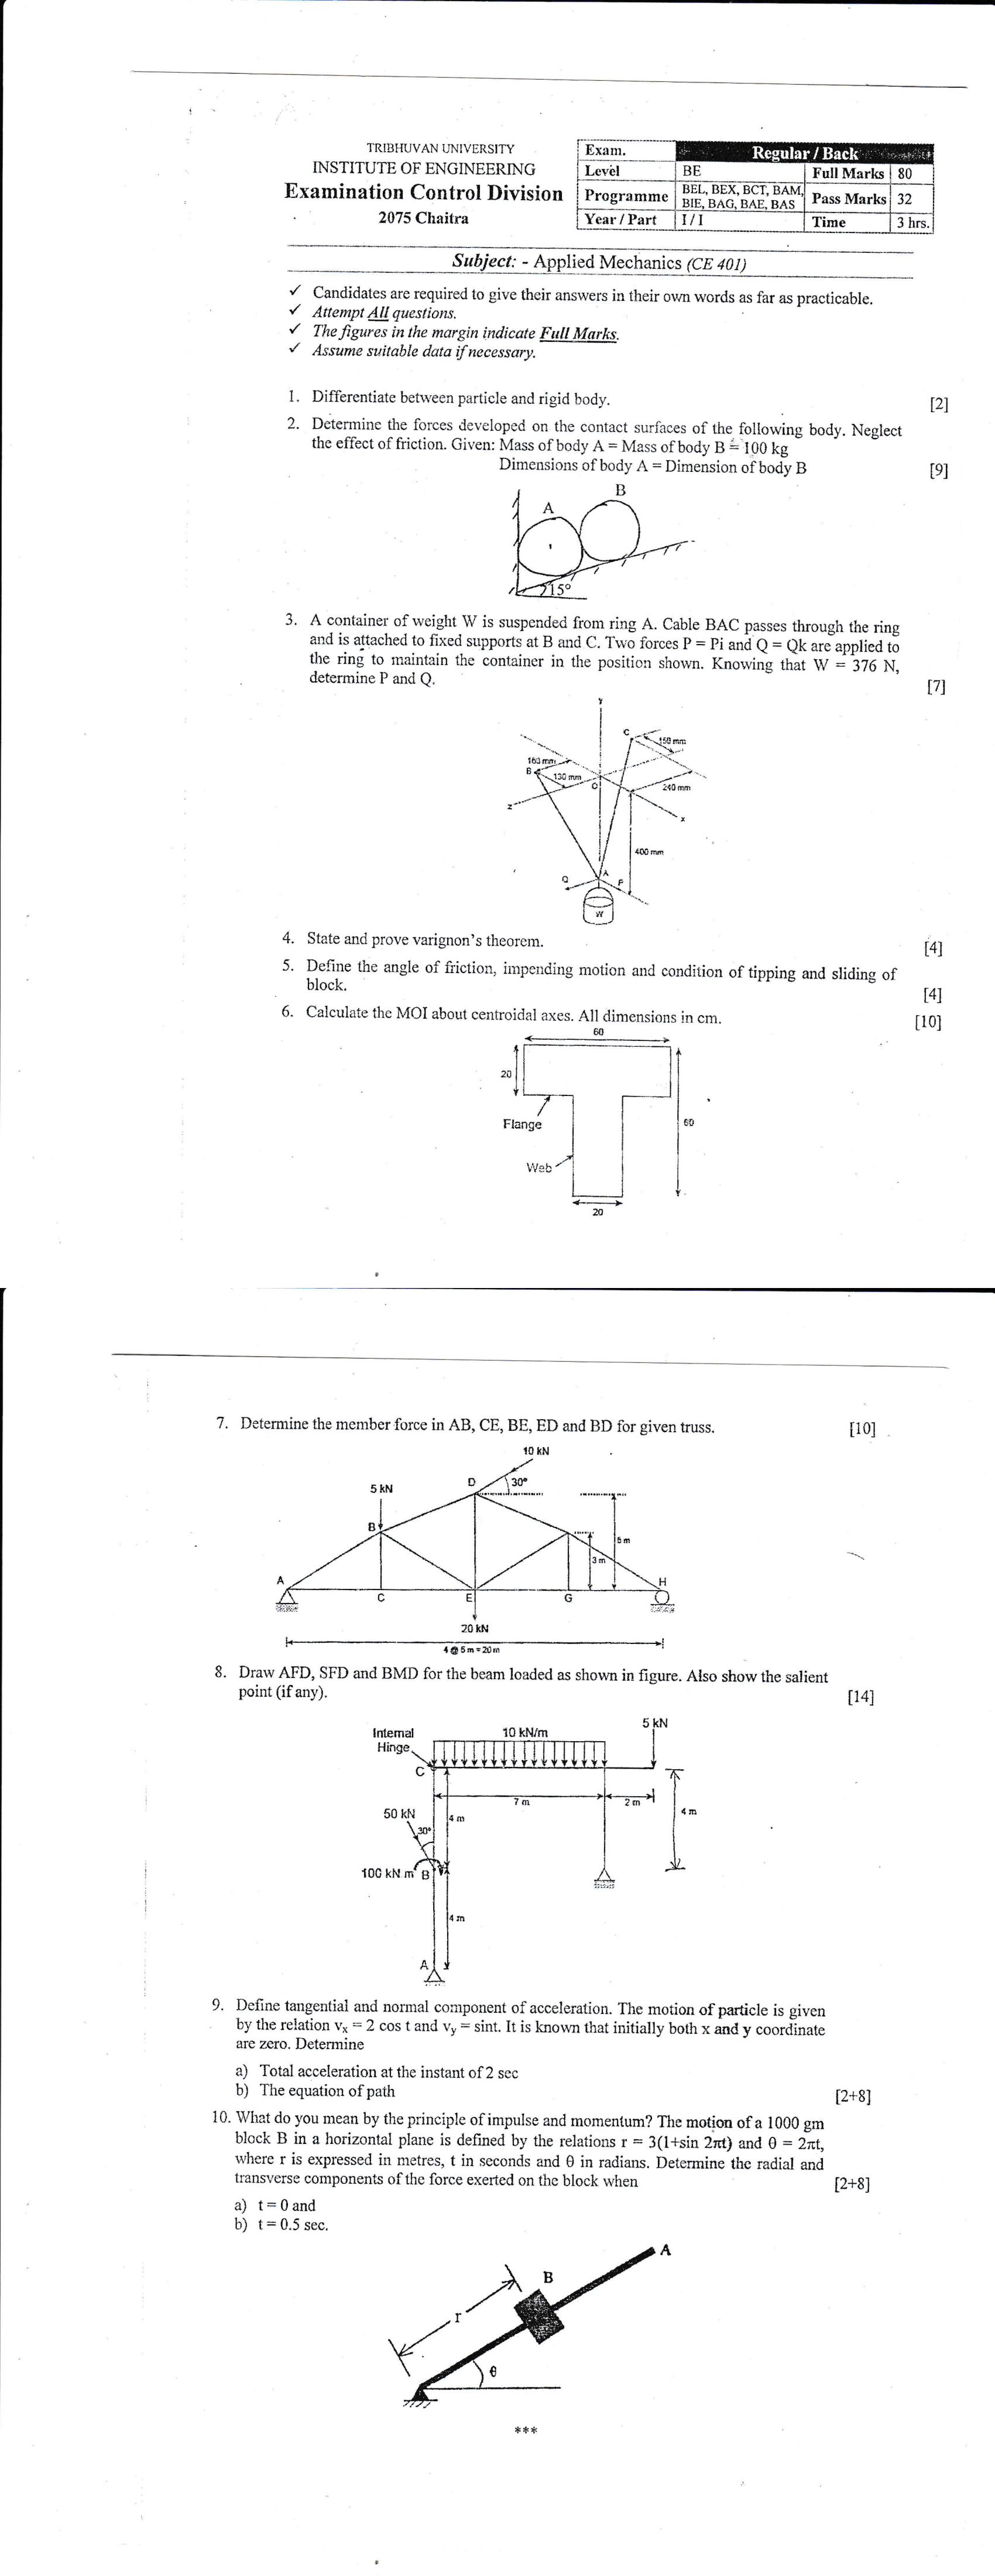 TRIBHUVAN UNIVERSITY
INSTITUTE OF ENGINEERING
Examination Control Division
2075 Chaitra
Exam. Regular / Back
Level BE Full Marks 80
Programme BEL, BEX, BCT, BAM, BIE, BAG, BAE, BAS Pass Marks 32
Year / Part I / I Time 3 hrs.
Subject: - Applied Mechanics (CE 401)
✓ Candidates are required to give their answers in their own words as far as practicable.
✓ Attempt All questions.
✓ The figures in the margin indicate Full Marks.
✓ Assume suitable data if necessary.
1. Differentiate between particle and rigid body. [2]
2. Determine the forces developed on the contact surfaces of the following body. Neglect
the effect of friction. Given: Mass of body A = Mass of body B = 100 kg
Dimensions of body A = Dimension of body B [9]
B
A
15°
3. A container of weight W is suspended from ring A. Cable BAC passes through the ring
and is attached to fixed supports at B and C. Two forces P = Pi and Q = Qk are applied to
the ring to maintain the container in the position shown. Knowing that W = 376 N,
determine P and Q. [7]
Y
C
150 mm
160 mm
B
130 mm
O
240 mm
z
x
400 mm
A
Q
P
W
4. State and prove varignon's theorem. [4]
5. Define the angle of friction, impending motion and condition of tipping and sliding of
block. [4]
6. Calculate the MOI about centroidal axes. All dimensions in cm. [10]
60
20
Flange
60
Web
20
7. Determine the member force in AB, CE, BE, ED and BD for given truss. [10]
10 kN
D
30°
5 kN
B
5 m
3 m
A
H
C
E
G
20 kN
4 @ 5 m = 20 m
8. Draw AFD, SFD and BMD for the beam loaded as shown in figure. Also show the salient
point (if any). [14]
5 kN
Internal
Hinge
10 kN/m
C
7 m
2 m
4 m
4 m
50 kN
30°
100 kN m B
4 m
A
9. Define tangential and normal component of acceleration. The motion of particle is given
by the relation vx = 2 cos t and vy = sint. It is known that initially both x and y coordinate
are zero. Determine
a) Total acceleration at the instant of 2 sec
b) The equation of path [2+8]
10. What do you mean by the principle of impulse and momentum? The motion of a 1000 gm
block B in a horizontal plane is defined by the relations r = 3(1+sin 2πt) and θ = 2πt,
where r is expressed in metres, t in seconds and θ in radians. Determine the radial and
transverse components of the force exerted on the block when [2+8]
a) t = 0 and
b) t = 0.5 sec.
A
B
r
θ
***